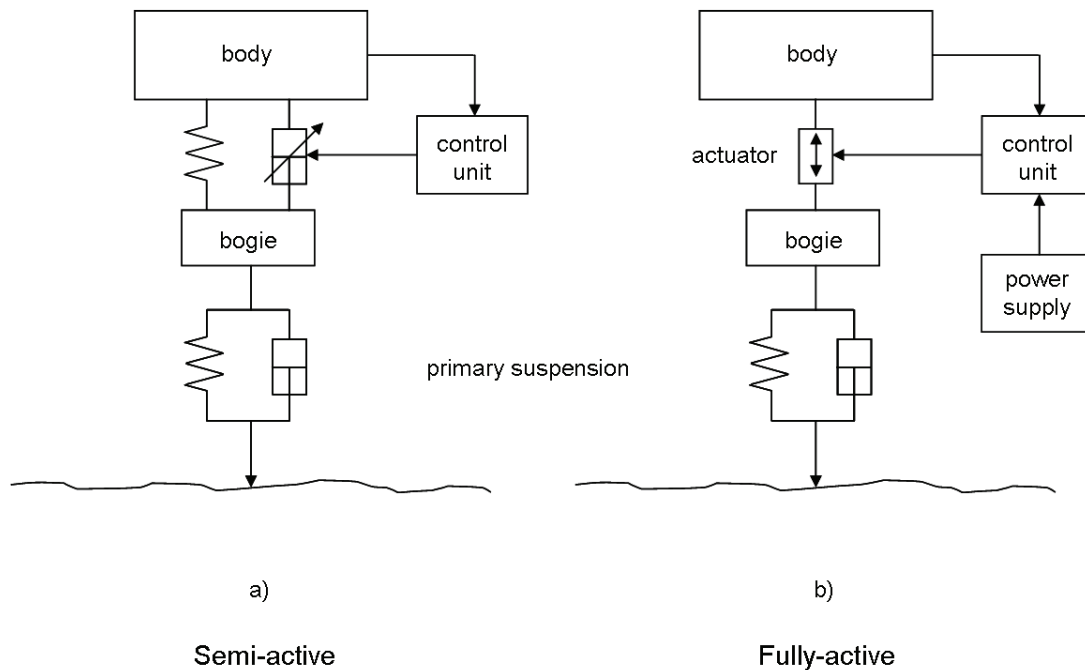 body
control
unit
bogie
a)
Semi-active
primary suspension
body
actuator
control
unit
bogie
power
supply
b)
Fully-active